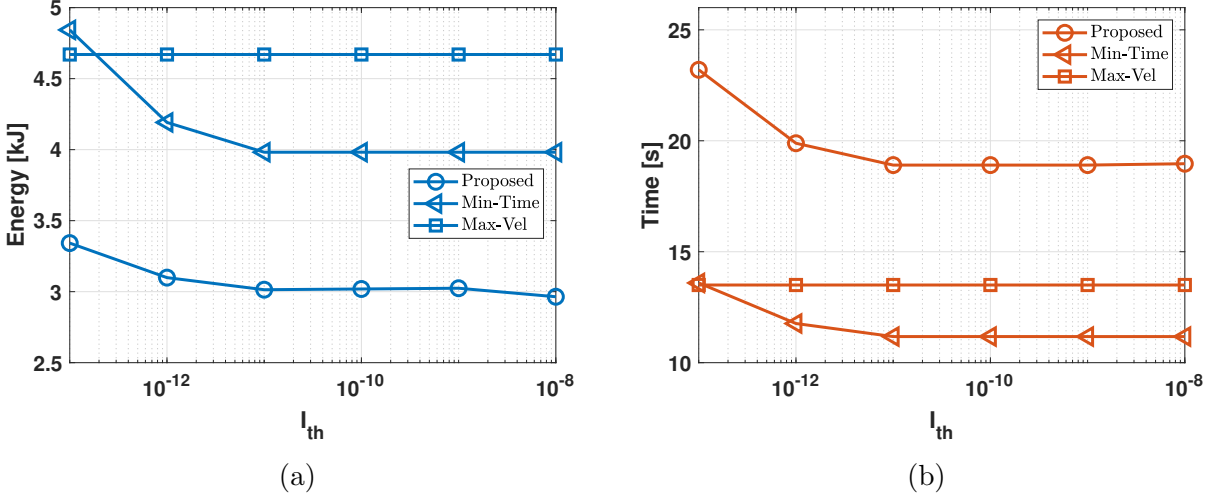 5
4.5
4
3.5
3
2.5
Energy [kJ]
Proposed
Min-Time
Max-Vel
10^-12
10^-10
10^-8
I_th
(a)
25
20
15
10
Time [s]
Proposed
Min-Time
Max-Vel
10^-12
10^-10
10^-8
I_th
(b)